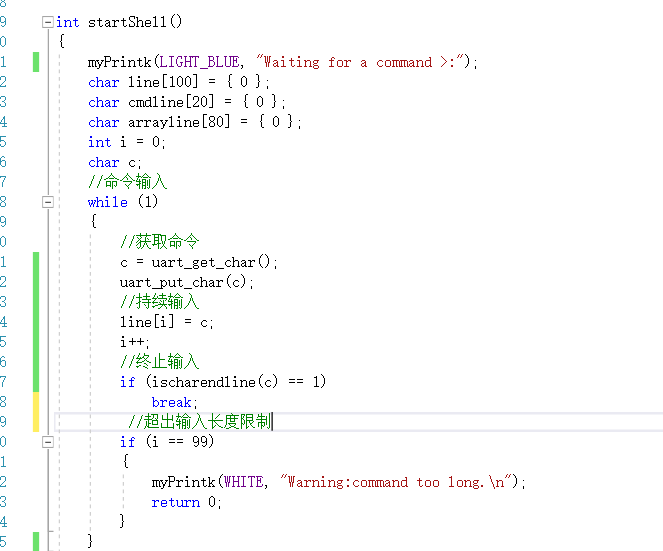 8
9 int startShell()
0 {
1 myPrintk(LIGHT_BLUE, "Waiting for a command >:");
2 char line[100] = { 0 };
3 char cmdline[20] = { 0 };
4 char arrayline[80] = { 0 };
5 int i = 0;
6 char c;
7 //命令输入
8 while (1)
9 {
0 //获取命令
1 c = uart_get_char();
2 uart_put_char(c);
3 //持续输入
4 line[i] = c;
5 i++;
6 //终止输入
7 if (ischarendline(c) == 1)
8 break;
9 //超出输入长度限制
0 if (i == 99)
1 {
2 myPrintk(WHITE, "Warning:command too long.\n");
3 return 0;
4 }
5 }